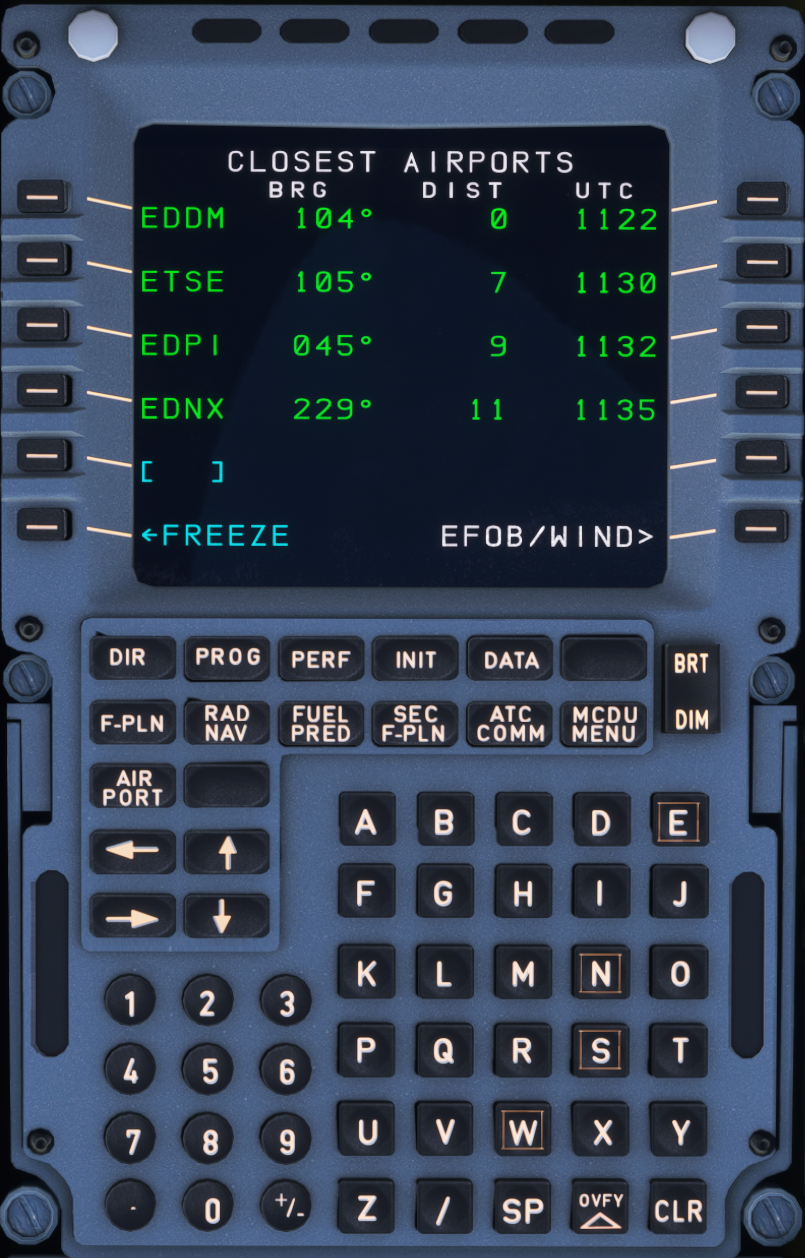 CLOSEST AIRPORTS
BRG DIST UTC
EDDM 104° 0 1122
ETSE 105° 7 1130
EDPI 045° 9 1132
EDNX 229° 11 1135
[ ]
←FREEZE EFOB/WIND>
DIR PROG PERF INIT DATA
BRT
F-PLN RAD NAV FUEL PRED SEC F-PLN ATC COMM MCDU MENU
DIM
AIR PORT
← ↑
→ ↓
A B C D E
F G H I J
K L M N O
1 2 3
P Q R S T
4 5 6
U V W X Y
7 8 9
Z / SP OVFY CLR
. 0 +/-